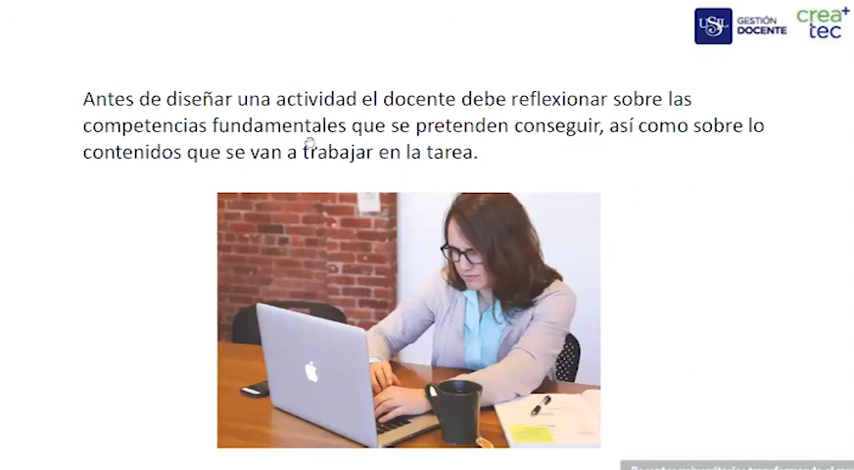 USIL
GESTIÓN
DOCENTE
crea+
tec
Antes de diseñar una actividad el docente debe reflexionar sobre las
competencias fundamentales que se pretenden conseguir, así como sobre lo
contenidos que se van a trabajar en la tarea.